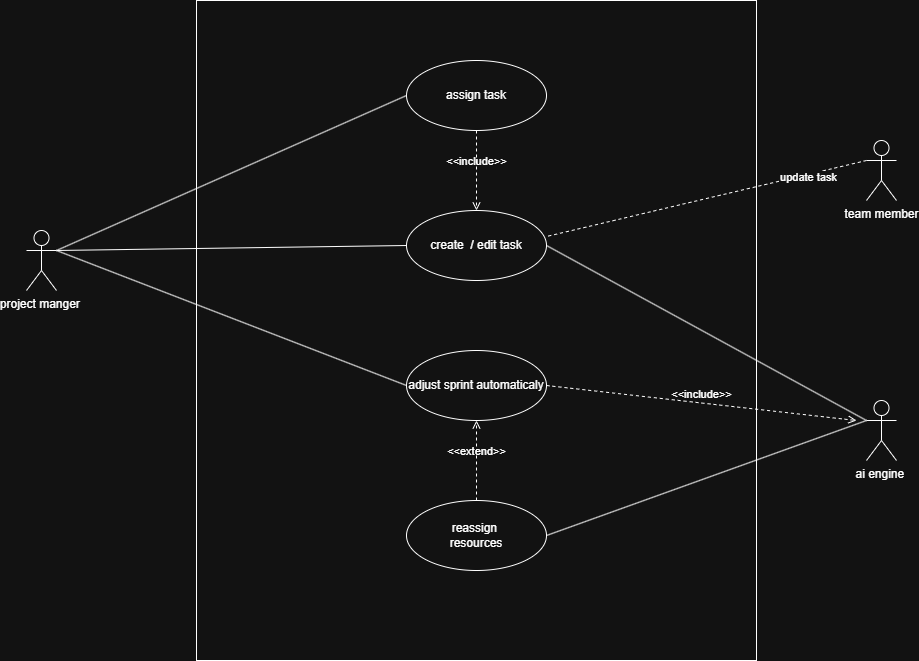 assign task
<<include>>
update task
team member
create / edit task
project manger
adjust sprint automaticaly
<<include>>
<<extend>>
ai engine
reassign
resources